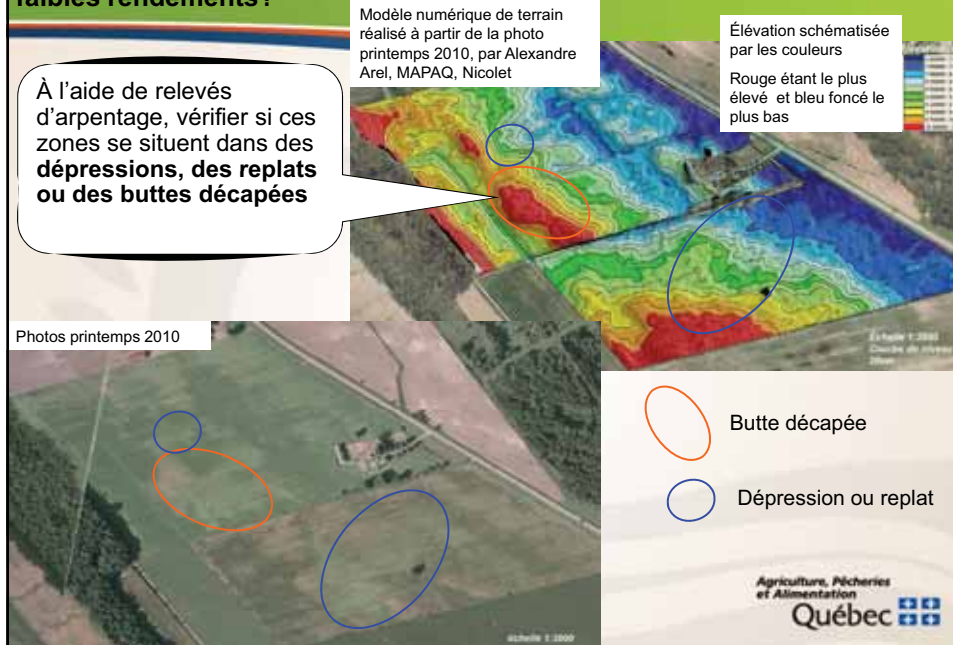 faibles rendements?
À l’aide de relevés
d’arpentage, vérifier si ces
zones se situent dans des
dépressions, des replats
ou des buttes décapées
Modèle numérique de terrain
réalisé à partir de la photo
printemps 2010, par Alexandre
Arel, MAPAQ, Nicolet
Élévation schématisée
par les couleurs
Rouge étant le plus
élevé et bleu foncé le
plus bas
Échelle 1:2000
Photos printemps 2010
échelle 1:2000
Butte décapée
Dépression ou replat
Agriculture, Pêcheries
et Alimentation
Québec